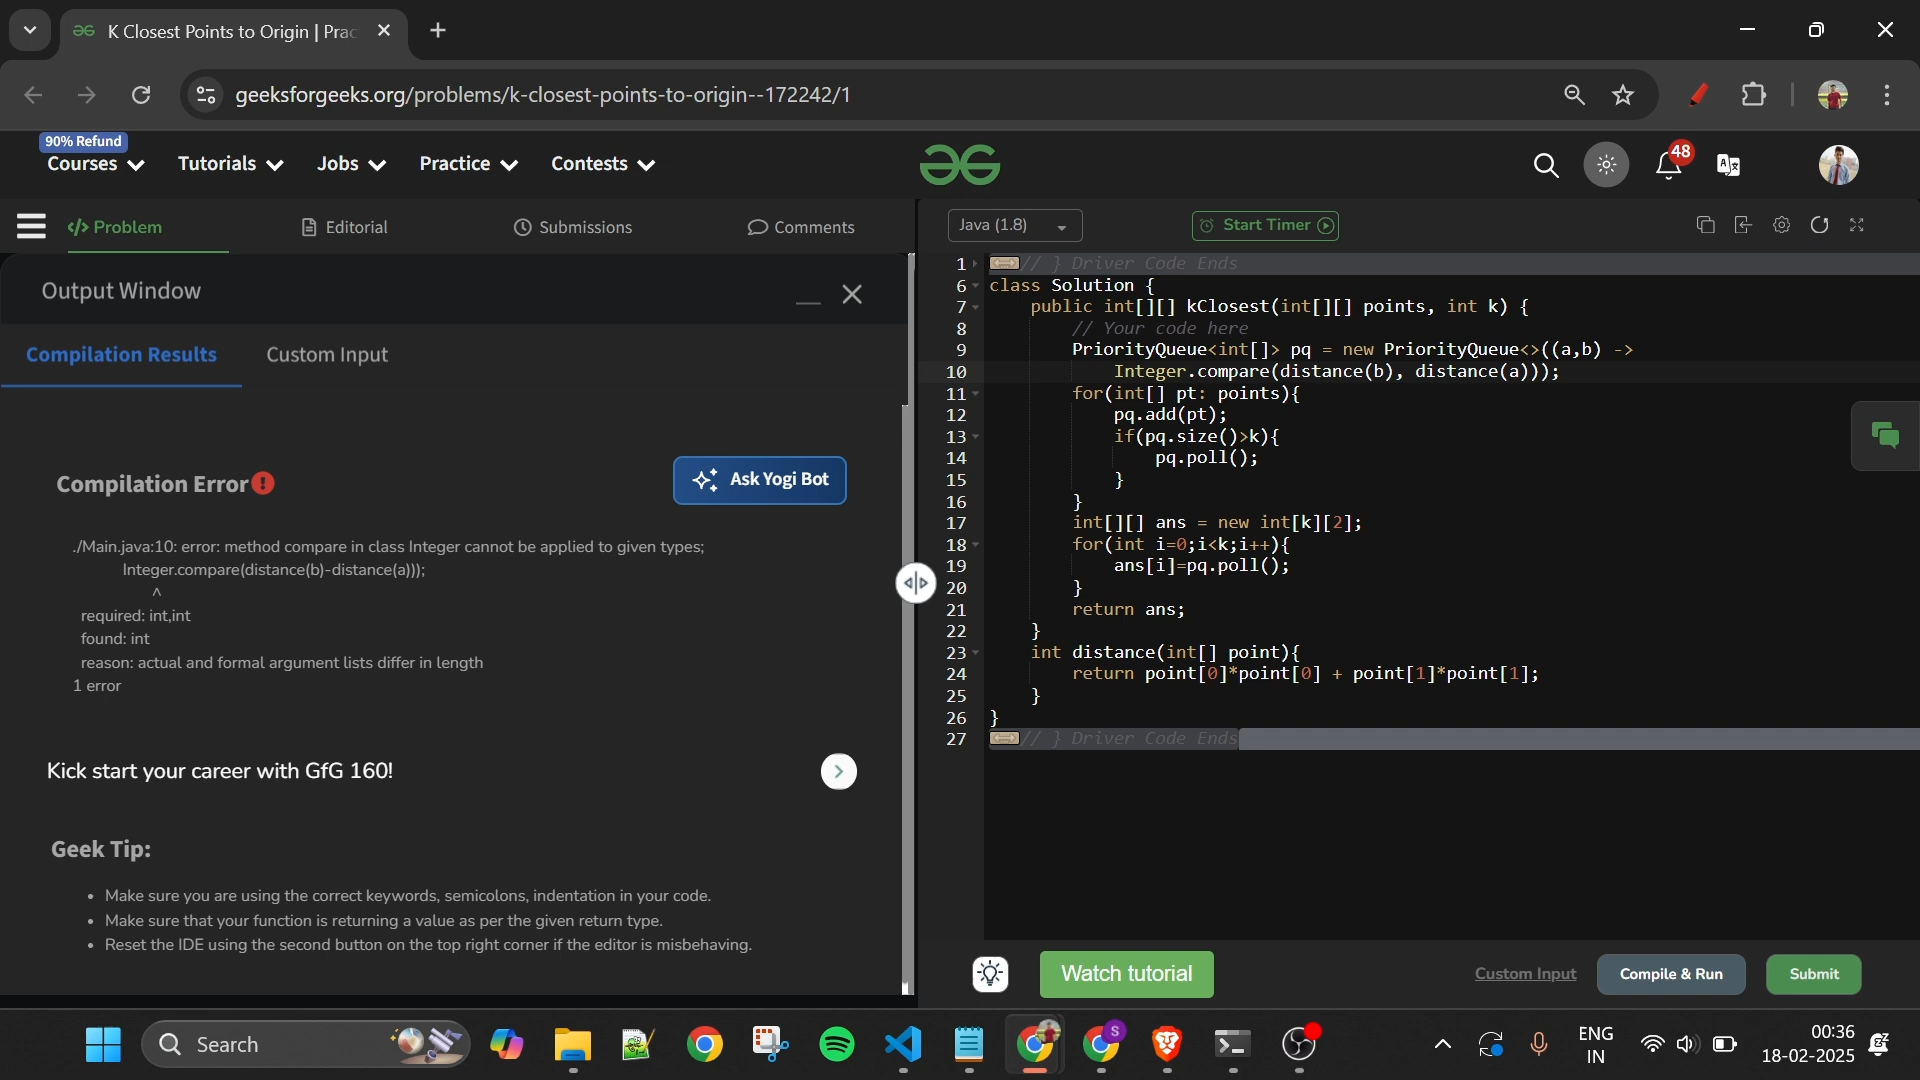 K Closest Points to Origin | Prac
geeksforgeeks.org/problems/k-closest-points-to-origin--172242/1
90% Refund
Courses
Tutorials
Jobs
Practice
Contests
48
Problem
Editorial
Submissions
Comments
Java (1.8)
Start Timer
Output Window
Compilation Results
Custom Input
Compilation Error
Ask Yogi Bot
./Main.java:10: error: method compare in class Integer cannot be applied to given types;
Integer.compare(distance(b)-distance(a)));
^
required: int,int
found: int
reason: actual and formal argument lists differ in length
1 error
Kick start your career with GfG 160!
Geek Tip:
• Make sure you are using the correct keywords, semicolons, indentation in your code.
• Make sure that your function is returning a value as per the given return type.
• Reset the IDE using the second button on the top right corner if the editor is misbehaving.
1 // } Driver Code Ends
6 class Solution {
7 public int[][] kClosest(int[][] points, int k) {
8 // Your code here
9 PriorityQueue<int[]> pq = new PriorityQueue<>((a,b) ->
10 Integer.compare(distance(b), distance(a)));
11 for(int[] pt: points){
12 pq.add(pt);
13 if(pq.size()>k){
14 pq.poll();
15 }
16 }
17 int[][] ans = new int[k][2];
18 for(int i=0;i<k;i++){
19 ans[i]=pq.poll();
20 }
21 return ans;
22 }
23 int distance(int[] point){
24 return point[0]*point[0] + point[1]*point[1];
25 }
26 }
27 // } Driver Code Ends
Watch tutorial
Custom Input
Compile & Run
Submit
Search
S
ENG
IN
00:36
18-02-2025